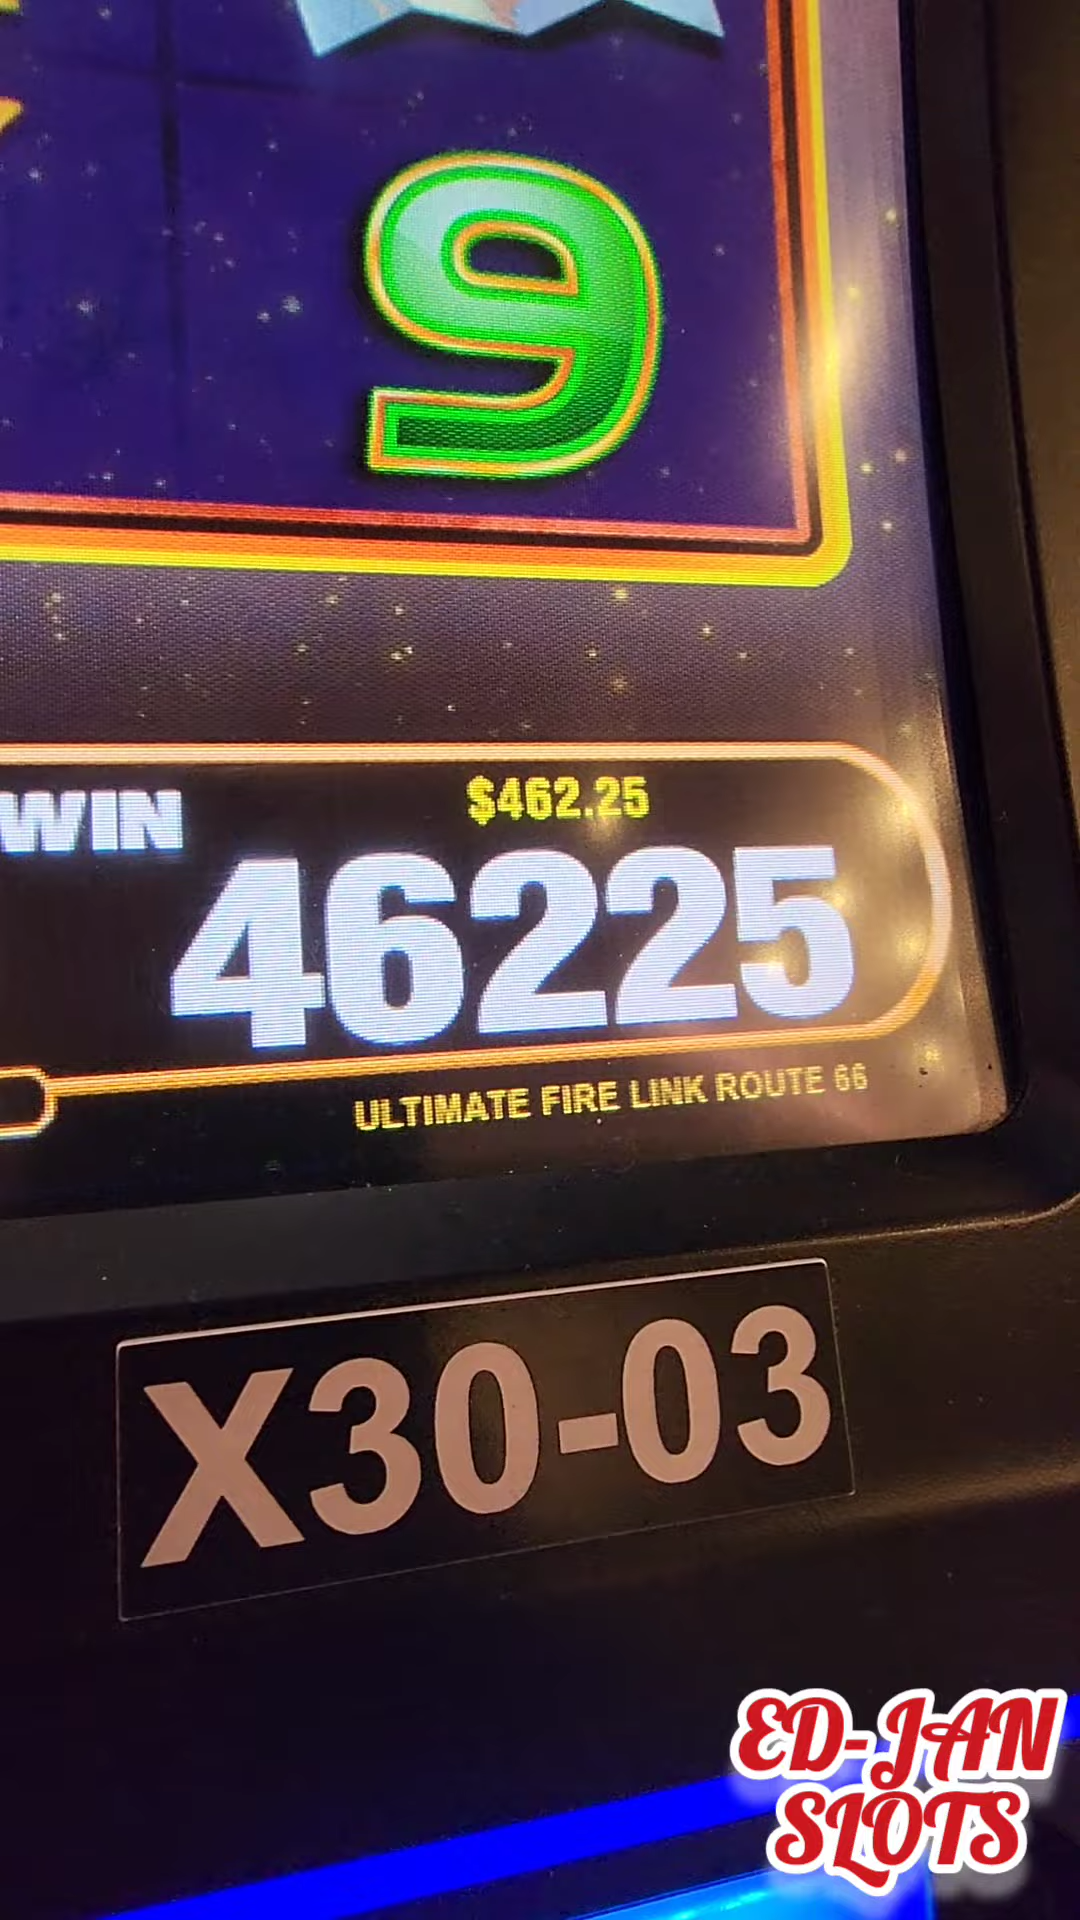 9
$462.25
WIN
46225
ULTIMATE FIRE LINK ROUTE 66
X30-03
ED-JAN
SLOTS